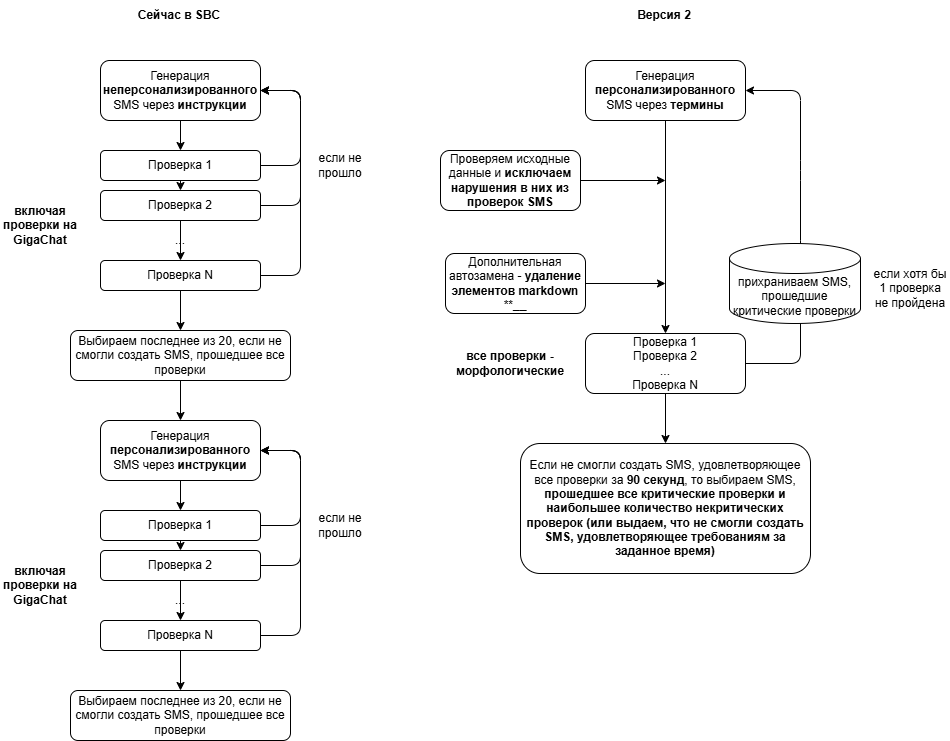 Сейчас в SBC
Генерация
неперсонализированного
SMS через инструкции
Проверка 1
если не
прошло
Проверка 2
включая
проверки на
GigaChat
...
Проверка N
Выбираем последнее из 20, если не
смогли создать SMS, прошедшее все
проверки
Генерация
персонализированного
SMS через инструкции
Проверка 1
если не
прошло
Проверка 2
включая
проверки на
GigaChat
...
Проверка N
Выбираем последнее из 20, если не
смогли создать SMS, прошедшее все
проверки
Версия 2
Генерация
персонализированного
SMS через термины
Проверяем исходные
данные и исключаем
нарушения в них из
проверок SMS
Дополнительная
автозамена - удаление
элементов markdown
**__
прихраниваем SMS,
прошедшие
критические проверки
если хотя бы
1 проверка
не пройдена
все проверки -
морфологические
Проверка 1
Проверка 2
...
Проверка N
Если не смогли создать SMS, удовлетворяющее
все проверки за 90 секунд, то выбираем SMS,
прошедшее все критические проверки и
наибольшее количество некритических
проверок (или выдаем, что не смогли создать
SMS, удовлетворяющее требованиям за
заданное время)